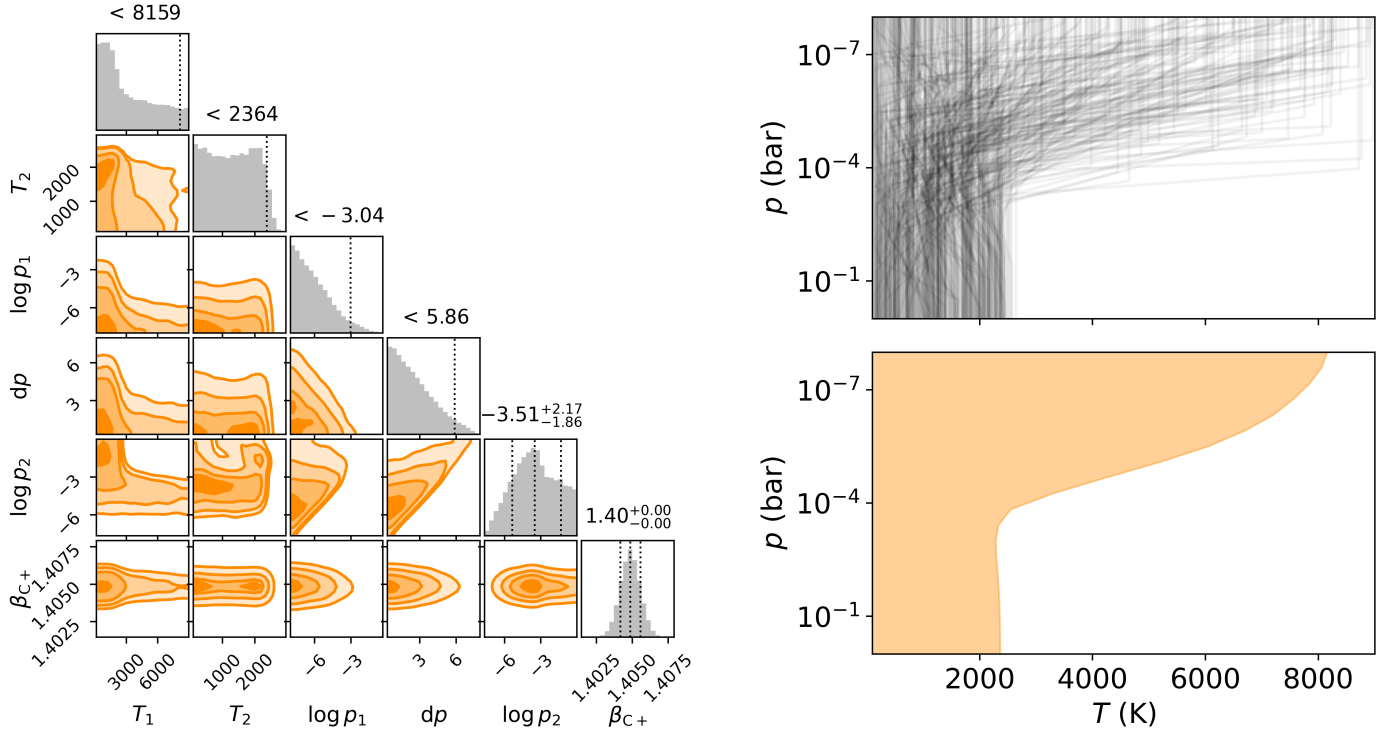 < 8159
< 2364
< −3.04
< 5.86
−3.51 +2.17 −1.86
1.40 +0.00 −0.00
T₂
2000
1000
log p₁
−3
−6
dp
6
3
log p₂
−3
−6
β_C+
1.4075
1.4050
1.4025
3000 6000
1000 2000
−6 −3
3 6
−6 −3
1.4025 1.4050 1.4075
T₁ T₂ log p₁ dp log p₂ β_C+
p (bar)
10⁻⁷
10⁻⁴
10⁻¹
p (bar)
10⁻⁷
10⁻⁴
10⁻¹
2000 4000 6000 8000
T (K)